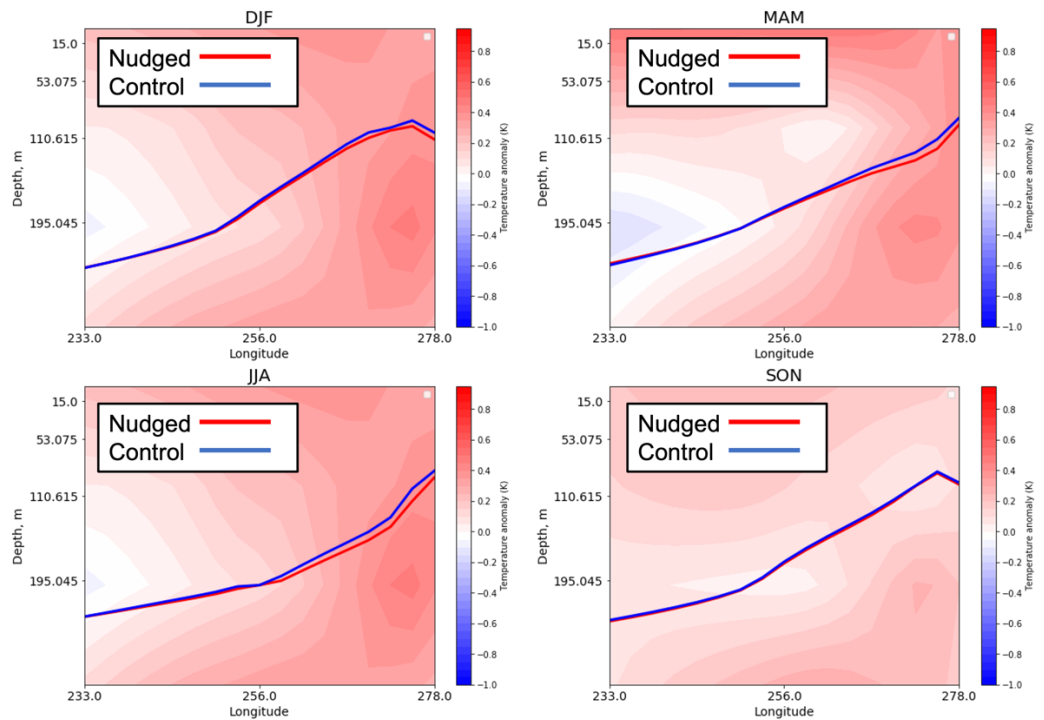 DJF
15.0
53.075
110.615
195.045
Depth, m
Nudged
Control
233.0
256.0
278.0
Longitude
0.8
0.6
0.4
0.2
0.0
−0.2
−0.4
−0.6
−0.8
−1.0
Temperature anomaly (K)
MAM
15.0
53.075
110.615
195.045
Depth, m
Nudged
Control
233.0
256.0
278.0
Longitude
0.8
0.6
0.4
0.2
0.0
−0.2
−0.4
−0.6
−0.8
−1.0
Temperature anomaly (K)
JJA
15.0
53.075
110.615
195.045
Depth, m
Nudged
Control
233.0
256.0
278.0
Longitude
0.8
0.6
0.4
0.2
0.0
−0.2
−0.4
−0.6
−0.8
−1.0
Temperature anomaly (K)
SON
15.0
53.075
110.615
195.045
Depth, m
Nudged
Control
233.0
256.0
278.0
Longitude
0.8
0.6
0.4
0.2
0.0
−0.2
−0.4
−0.6
−0.8
−1.0
Temperature anomaly (K)